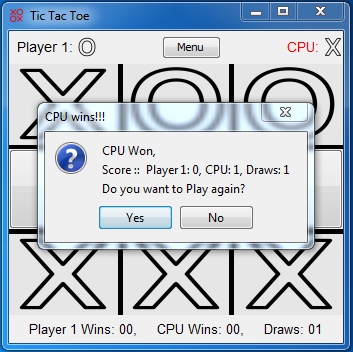 Tic Tac Toe
Player 1: O Menu CPU: X
X O O
CPU wins!!!
CPU Won,
Score :: Player 1: 0, CPU: 1, Draws: 1
Do you want to Play again?
Yes No
X X X
Player 1 Wins: 00, CPU Wins: 00, Draws: 01